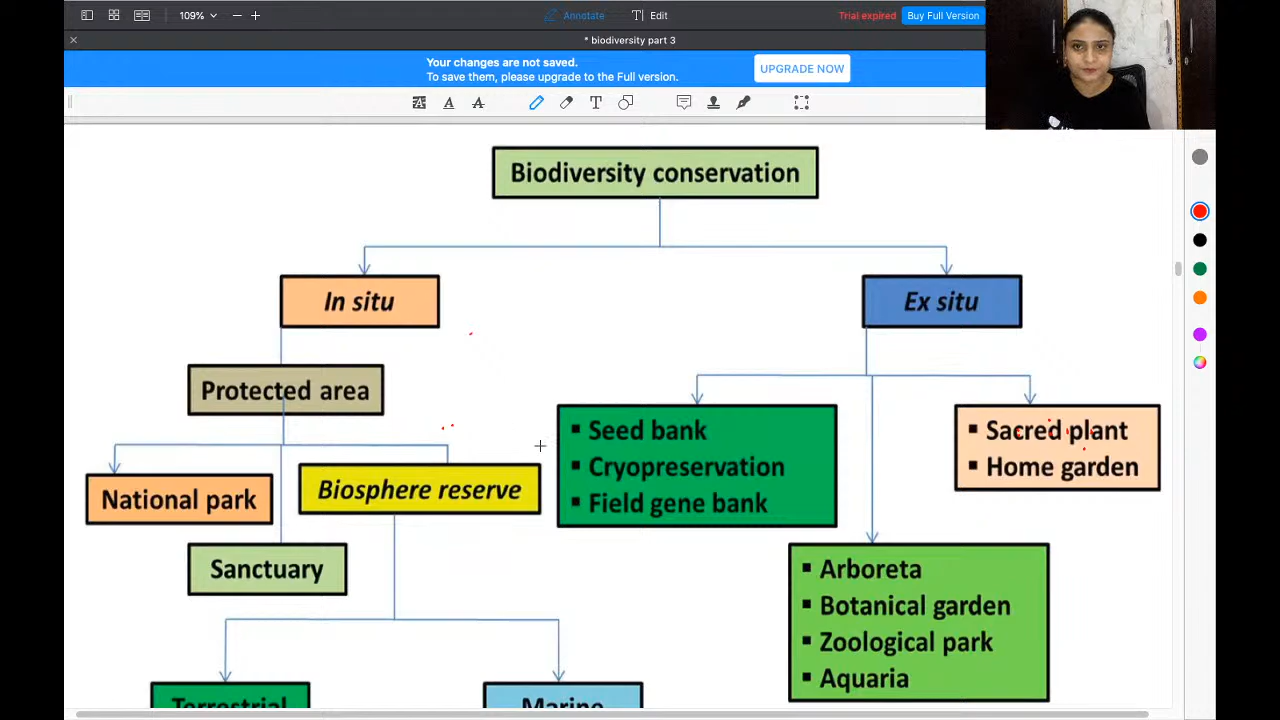 109%
Annotate
Edit
Trial expired
Buy Full Version
* biodiversity part 3
Your changes are not saved.
To save them, please upgrade to the Full version.
UPGRADE NOW
Biodiversity conservation
In situ
Ex situ
Protected area
▪ Seed bank
▪ Cryopreservation
▪ Field gene bank
▪ Sacred plant
▪ Home garden
National park
Biosphere reserve
Sanctuary
▪ Arboreta
▪ Botanical garden
▪ Zoological park
▪ Aquaria
Terrestrial
Marine